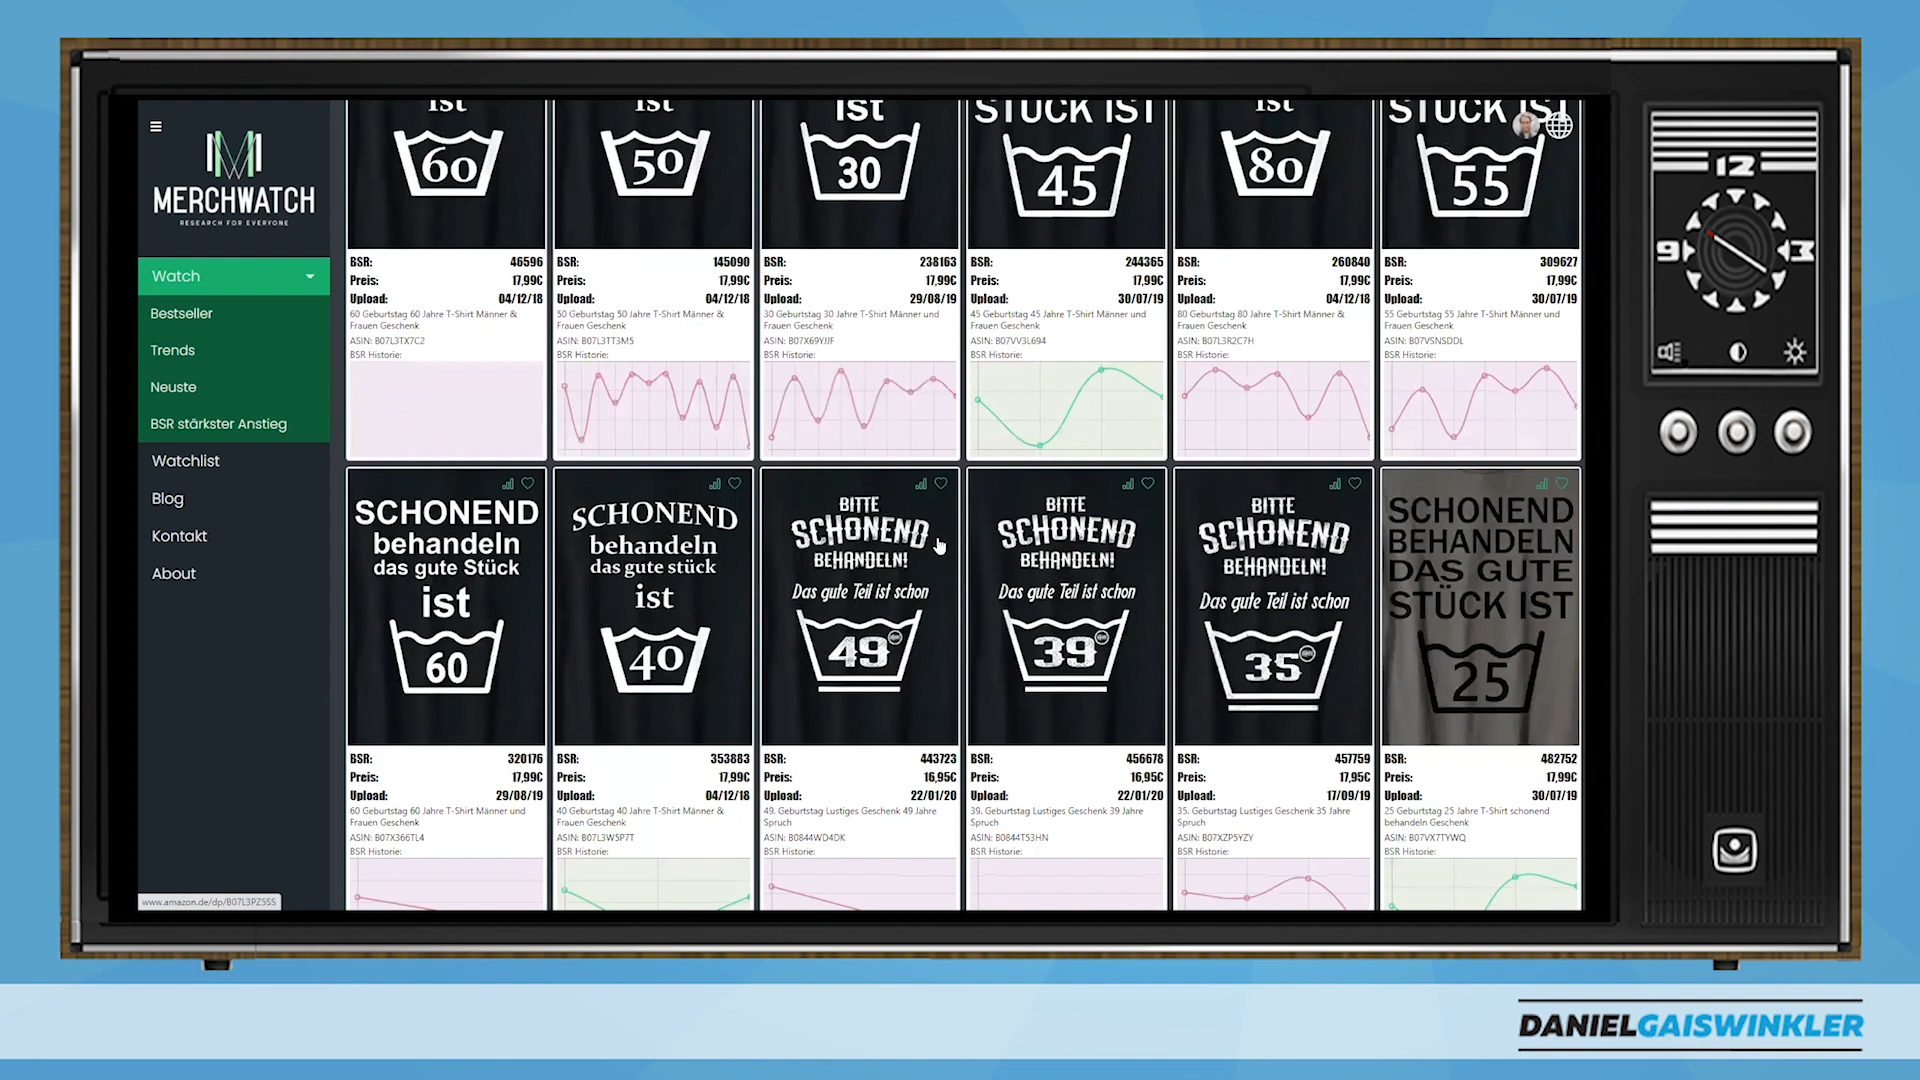 MERCHWATCH
RESEARCH FOR EVERYONE
Watch
Bestseller
Trends
Neuste
BSR stärkster Anstieg
Watchlist
Blog
Kontakt
About
www.amazon.de/dp/B07L3PZ5SS
ist
60
BSR: 46596
Preis: 17,99€
Upload: 04/12/18
60 Geburtstag 60 Jahre T-Shirt Männer &
Frauen Geschenk
ASIN: B07L3TX7C2
BSR Historie:
ist
50
BSR: 145090
Preis: 17,99€
Upload: 04/12/18
50 Geburtstag 50 Jahre T-Shirt Männer &
Frauen Geschenk
ASIN: B07L3TT3M5
BSR Historie:
ist
30
BSR: 238163
Preis: 17,99€
Upload: 29/08/19
30 Geburtstag 30 Jahre T-Shirt Männer und
Frauen Geschenk
ASIN: B07X69YJJF
BSR Historie:
STÜCK IST
45
BSR: 244365
Preis: 17,99€
Upload: 30/07/19
45 Geburtstag 45 Jahre T-Shirt Männer und
Frauen Geschenk
ASIN: B07VV3L694
BSR Historie:
ist
80
BSR: 260840
Preis: 17,99€
Upload: 04/12/18
80 Geburtstag 80 Jahre T-Shirt Männer &
Frauen Geschenk
ASIN: B07L3R2C7H
BSR Historie:
STÜCK IST
55
BSR: 309627
Preis: 17,99€
Upload: 30/07/19
55 Geburtstag 55 Jahre T-Shirt Männer und
Frauen Geschenk
ASIN: B07VSNSDDL
BSR Historie:
SCHONEND
behandeln
das gute Stück
ist
60
BSR: 320176
Preis: 17,99€
Upload: 29/08/19
60 Geburtstag 60 Jahre T-Shirt Männer und
Frauen Geschenk
ASIN: B07X366TL4
BSR Historie:
SCHONEND
behandeln
das gute stück
ist
40
BSR: 353883
Preis: 17,99€
Upload: 04/12/18
40 Geburtstag 40 Jahre T-Shirt Männer &
Frauen Geschenk
ASIN: B07L3W5P7T
BSR Historie:
BITTE
SCHONEND
BEHANDELN!
Das gute Teil ist schon
49
BSR: 443723
Preis: 16,95€
Upload: 22/01/20
49. Geburtstag Lustiges Geschenk 49 Jahre
Spruch
ASIN: B0844WD4DK
BSR Historie:
BITTE
SCHONEND
BEHANDELN!
Das gute Teil ist schon
39
BSR: 456678
Preis: 16,95€
Upload: 22/01/20
39. Geburtstag Lustiges Geschenk 39 Jahre
Spruch
ASIN: B0844T53HN
BSR Historie:
BITTE
SCHONEND
BEHANDELN!
Das gute Teil ist schon
35
BSR: 457759
Preis: 17,95€
Upload: 17/09/19
35. Geburtstag Lustiges Geschenk 35 Jahre
Spruch
ASIN: B07XZP5YZY
BSR Historie:
SCHONEND
BEHANDELN
DAS GUTE
STÜCK IST
25
BSR: 482752
Preis: 17,99€
Upload: 30/07/19
25 Geburtstag 25 Jahre T-Shirt schonend
behandeln Geschenk
ASIN: B07VX7TYWQ
BSR Historie:
12
9
3
DANIELGAISWINKLER